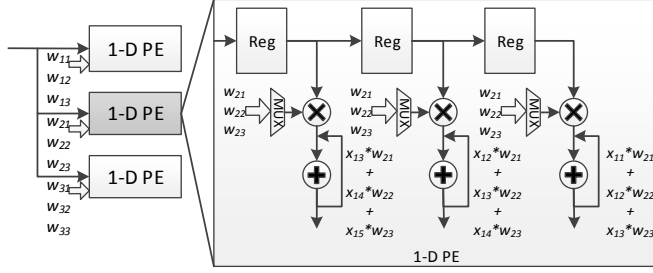 1-D PE
w11
w12
w13
1-D PE
w21
w22
w23
1-D PE
w31
w32
w33
Reg
Reg
Reg
w21
w22
w23
MUX
w21
w22
w23
MUX
w21
w22
w23
MUX
x13*w21
+
x14*w22
+
x15*w23
x12*w21
+
x13*w22
+
x14*w23
x11*w21
+
x12*w22
+
x13*w23
1-D PE